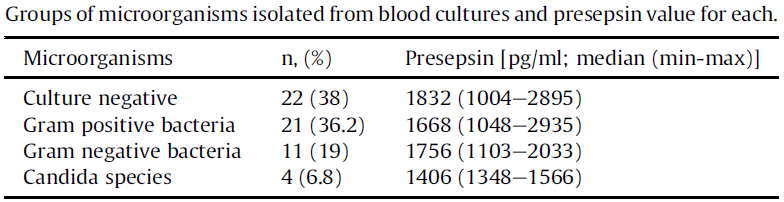 Groups of microorganisms isolated from blood cultures and presepsin value for each.
Microorganisms n, (%) Presepsin [pg/ml; median (min-max)]
Culture negative 22 (38) 1832 (1004–2895)
Gram positive bacteria 21 (36.2) 1668 (1048–2935)
Gram negative bacteria 11 (19) 1756 (1103–2033)
Candida species 4 (6.8) 1406 (1348–1566)